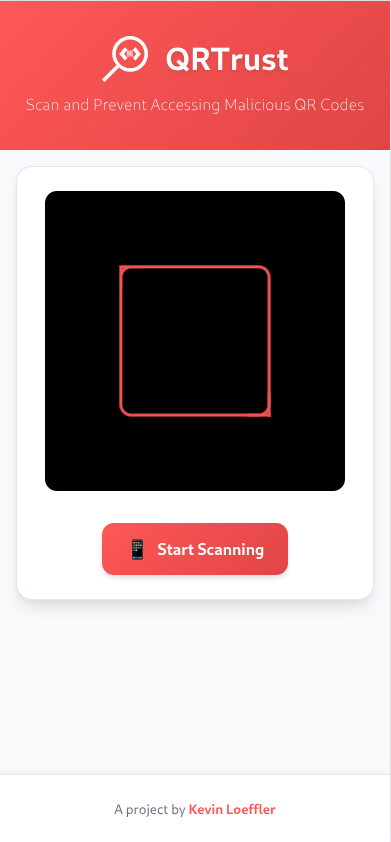 QRTrust
Scan and Prevent Accessing Malicious QR Codes
Start Scanning
A project by Kevin Loeffler